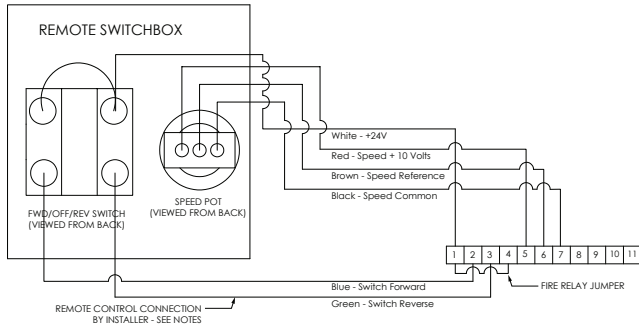 REMOTE SWITCHBOX
White - +24V
Red - Speed + 10 Volts
Brown - Speed Reference
Black - Speed Common
FWD/OFF/REV SWITCH
(VIEWED FROM BACK)
SPEED POT
(VIEWED FROM BACK)
1 2 3 4 5 6 7 8 9 10 11
FIRE RELAY JUMPER
Blue - Switch Forward
Green - Switch Reverse
REMOTE CONTROL CONNECTION
BY INSTALLER - SEE NOTES